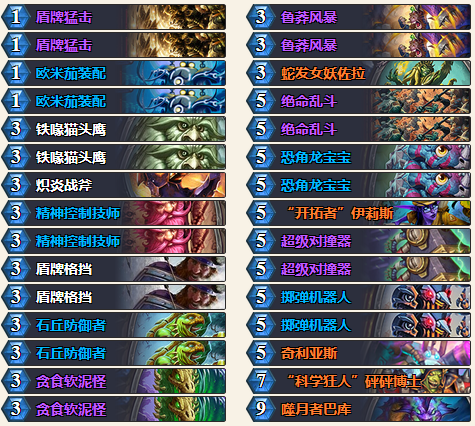 1 盾牌猛击
1 盾牌猛击
1 欧米茄装配
1 欧米茄装配
3 铁喙猫头鹰
3 铁喙猫头鹰
3 炽炎战斧
3 精神控制技师
3 精神控制技师
3 盾牌格挡
3 盾牌格挡
3 石丘防御者
3 石丘防御者
3 贪食软泥怪
3 贪食软泥怪
3 鲁莽风暴
3 鲁莽风暴
3 蛇发女妖佐拉
5 绝命乱斗
5 绝命乱斗
5 恐角龙宝宝
5 恐角龙宝宝
5 “开拓者”伊莉斯
5 超级对撞器
5 超级对撞器
5 掷弹机器人
5 掷弹机器人
5 奇利亚斯
7 “科学狂人”砰砰博士
9 噬月者巴库